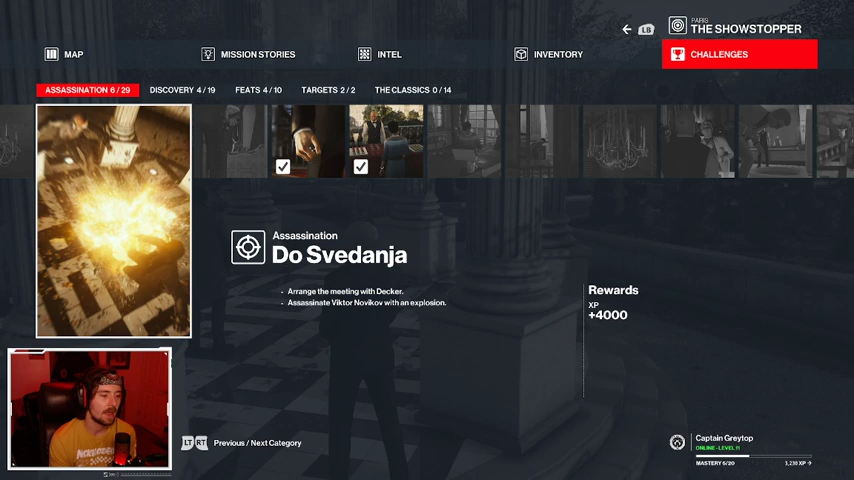 LB
PARIS
THE SHOWSTOPPER
MAP
MISSION STORIES
INTEL
INVENTORY
CHALLENGES
ASSASSINATION 6/29
DISCOVERY 4/19
FEATS 4/10
TARGETS 2/2
THE CLASSICS 0/14
Assassination
Do Svedanja
- Arrange the meeting with Decker.
- Assassinate Viktor Novikov with an explosion.
Rewards
XP
+4000
LT RT Previous / Next Category
Captain Greytop
ONLINE - LEVEL 11
MASTERY 6/20
3,230 XP